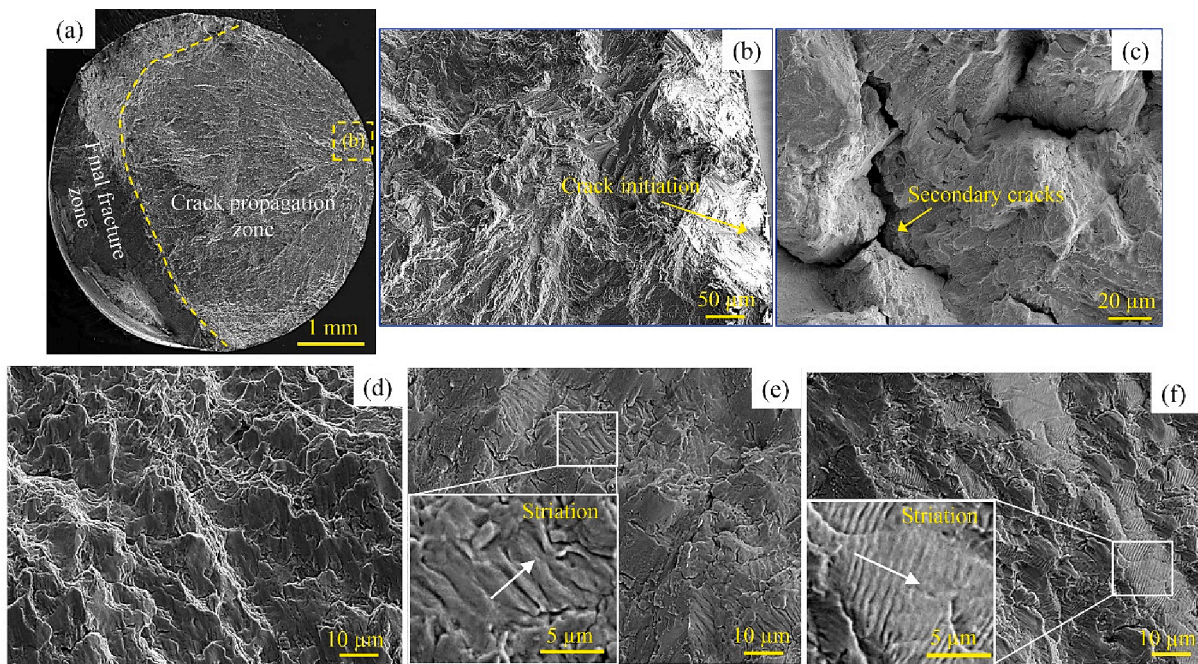 (a)
(b)
Final fracture
zone
Crack propagation
zone
1 mm
(b)
Crack initiation
50 µm
(c)
Secondary cracks
20 µm
(d)
10 µm
(e)
Striation
5 µm
10 µm
(f)
Striation
5 µm
10 µm